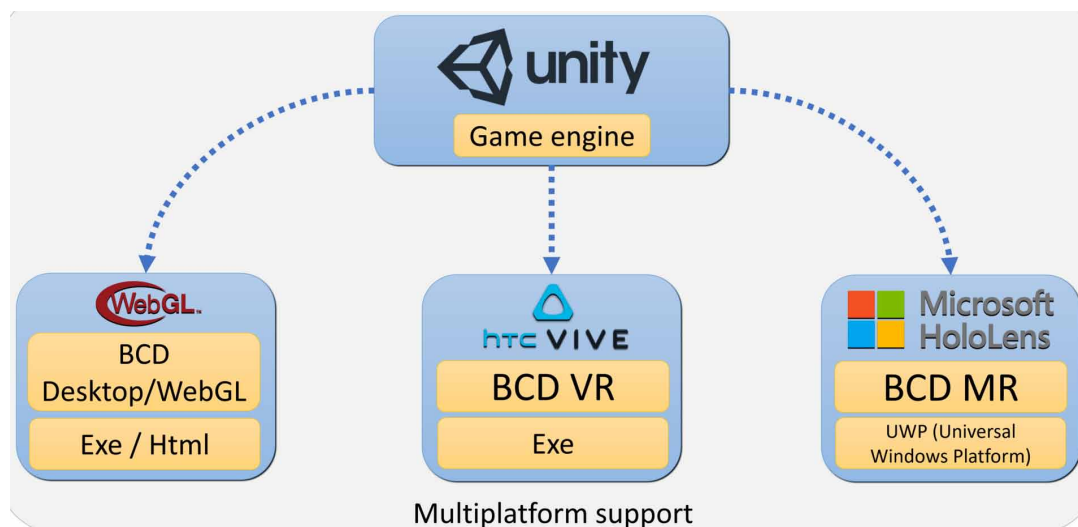 unity
Game engine
WebGL™
BCD
Desktop/WebGL
Exe / Html
htc VIVE
BCD VR
Exe
Microsoft
HoloLens
BCD MR
UWP (Universal
Windows Platform)
Multiplatform support